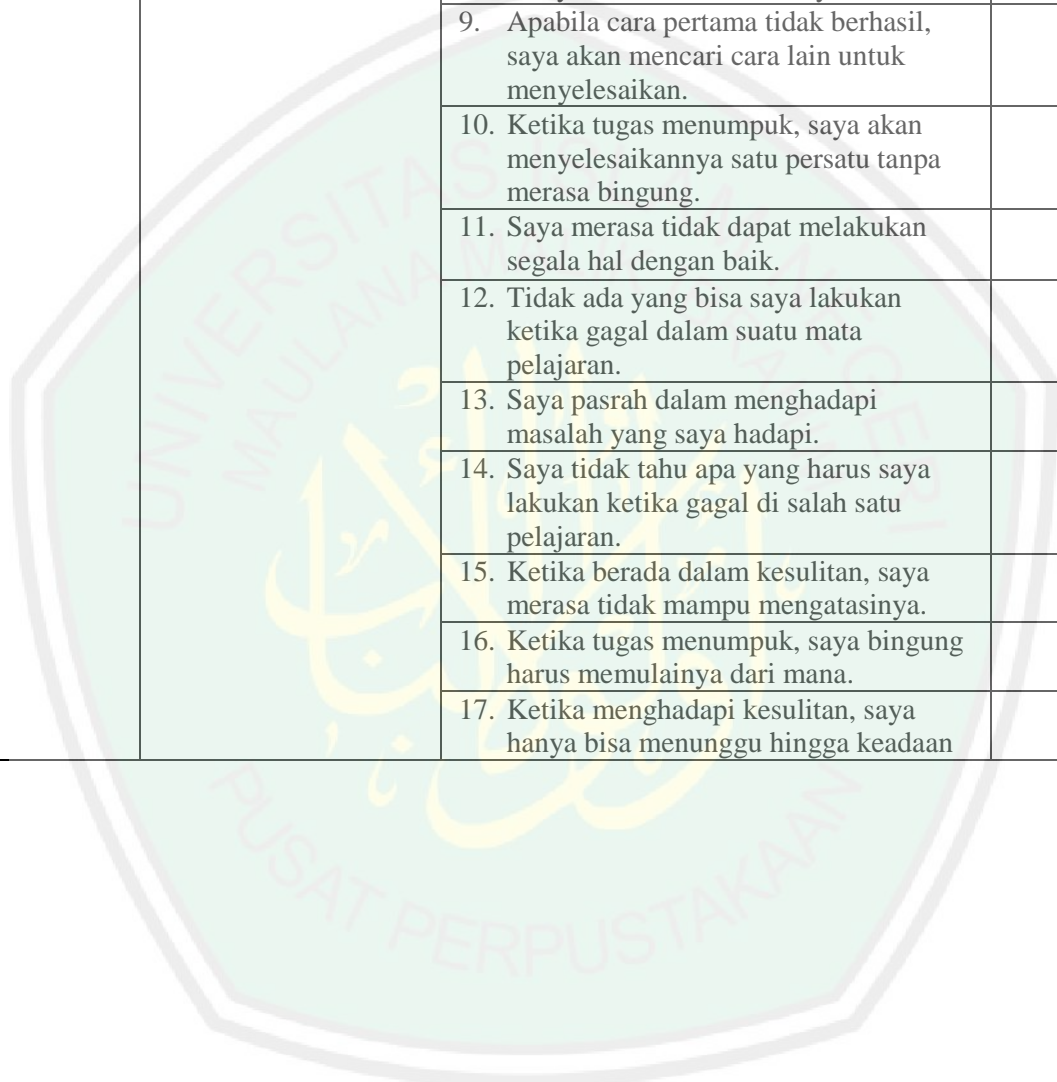 9. Apabila cara pertama tidak berhasil,
saya akan mencari cara lain untuk
menyelesaikan.
10. Ketika tugas menumpuk, saya akan
menyelesaikannya satu persatu tanpa
merasa bingung.
11. Saya merasa tidak dapat melakukan
segala hal dengan baik.
12. Tidak ada yang bisa saya lakukan
ketika gagal dalam suatu mata
pelajaran.
13. Saya pasrah dalam menghadapi
masalah yang saya hadapi.
14. Saya tidak tahu apa yang harus saya
lakukan ketika gagal di salah satu
pelajaran.
15. Ketika berada dalam kesulitan, saya
merasa tidak mampu mengatasinya.
16. Ketika tugas menumpuk, saya bingung
harus memulainya dari mana.
17. Ketika menghadapi kesulitan, saya
hanya bisa menunggu hingga keadaan
UNIVERSITAS ISLAM NEGERI
MAULANA MALIK IBRAHIM
PUSAT PERPUSTAKAAN